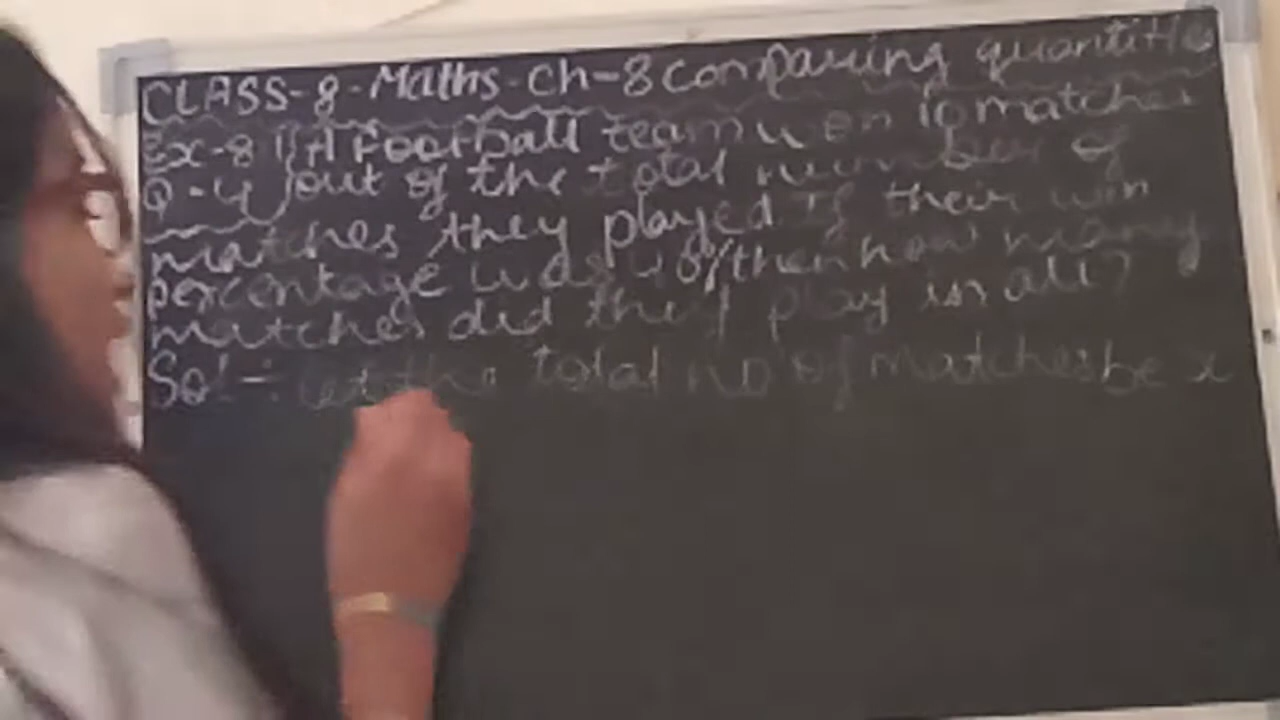 CLASS-8-Maths-Ch-8 Comparing quantities
Ex-8.1) A Football team won 10 matches
Q-4) out of the total number of
matches they played If their win
percentage was 40% then how many
matches did they play in all?
Sol:- Let the total no of matches be x